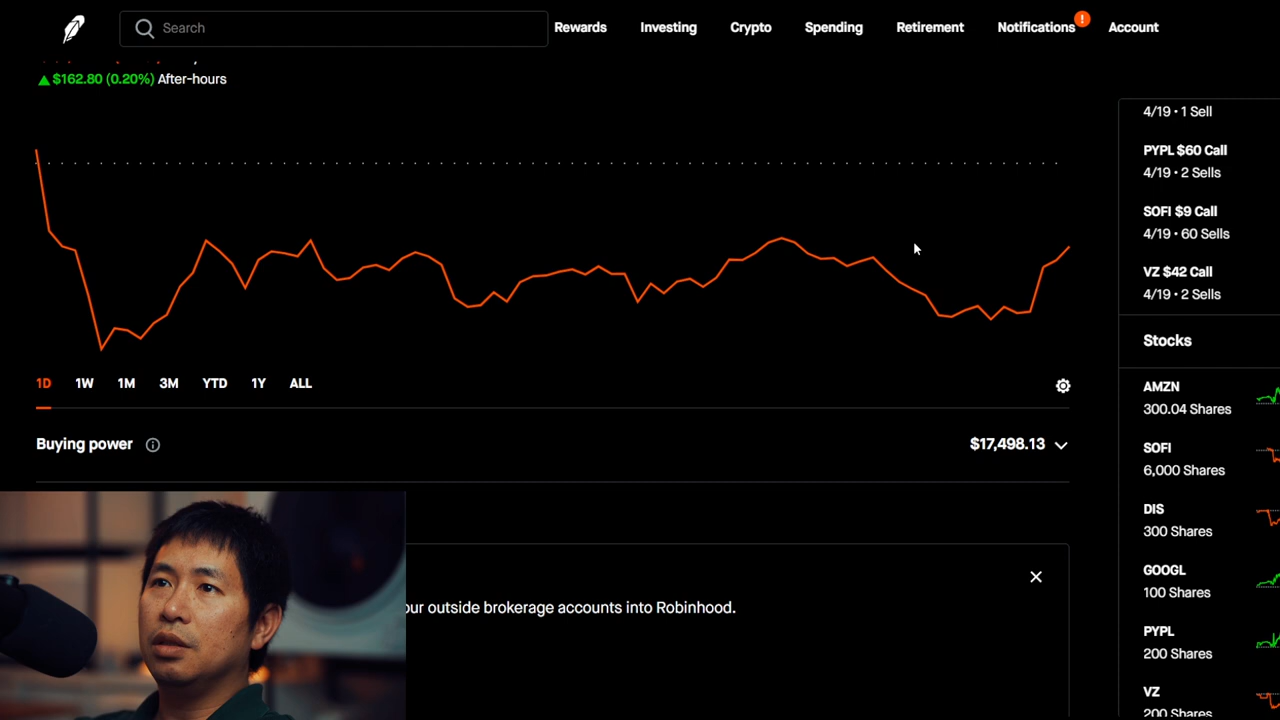 Search
Rewards
Investing
Crypto
Spending
Retirement
Notifications
!
Account
$162.80 (0.20%) After-hours
1D
1W
1M
3M
YTD
1Y
ALL
Buying power
$17,498.13
our outside brokerage accounts into Robinhood.
4/19 • 1 Sell
PYPL $60 Call
4/19 • 2 Sells
SOFI $9 Call
4/19 • 60 Sells
VZ $42 Call
4/19 • 2 Sells
Stocks
AMZN
300.04 Shares
SOFI
6,000 Shares
DIS
300 Shares
GOOGL
100 Shares
PYPL
200 Shares
VZ
200 Shares